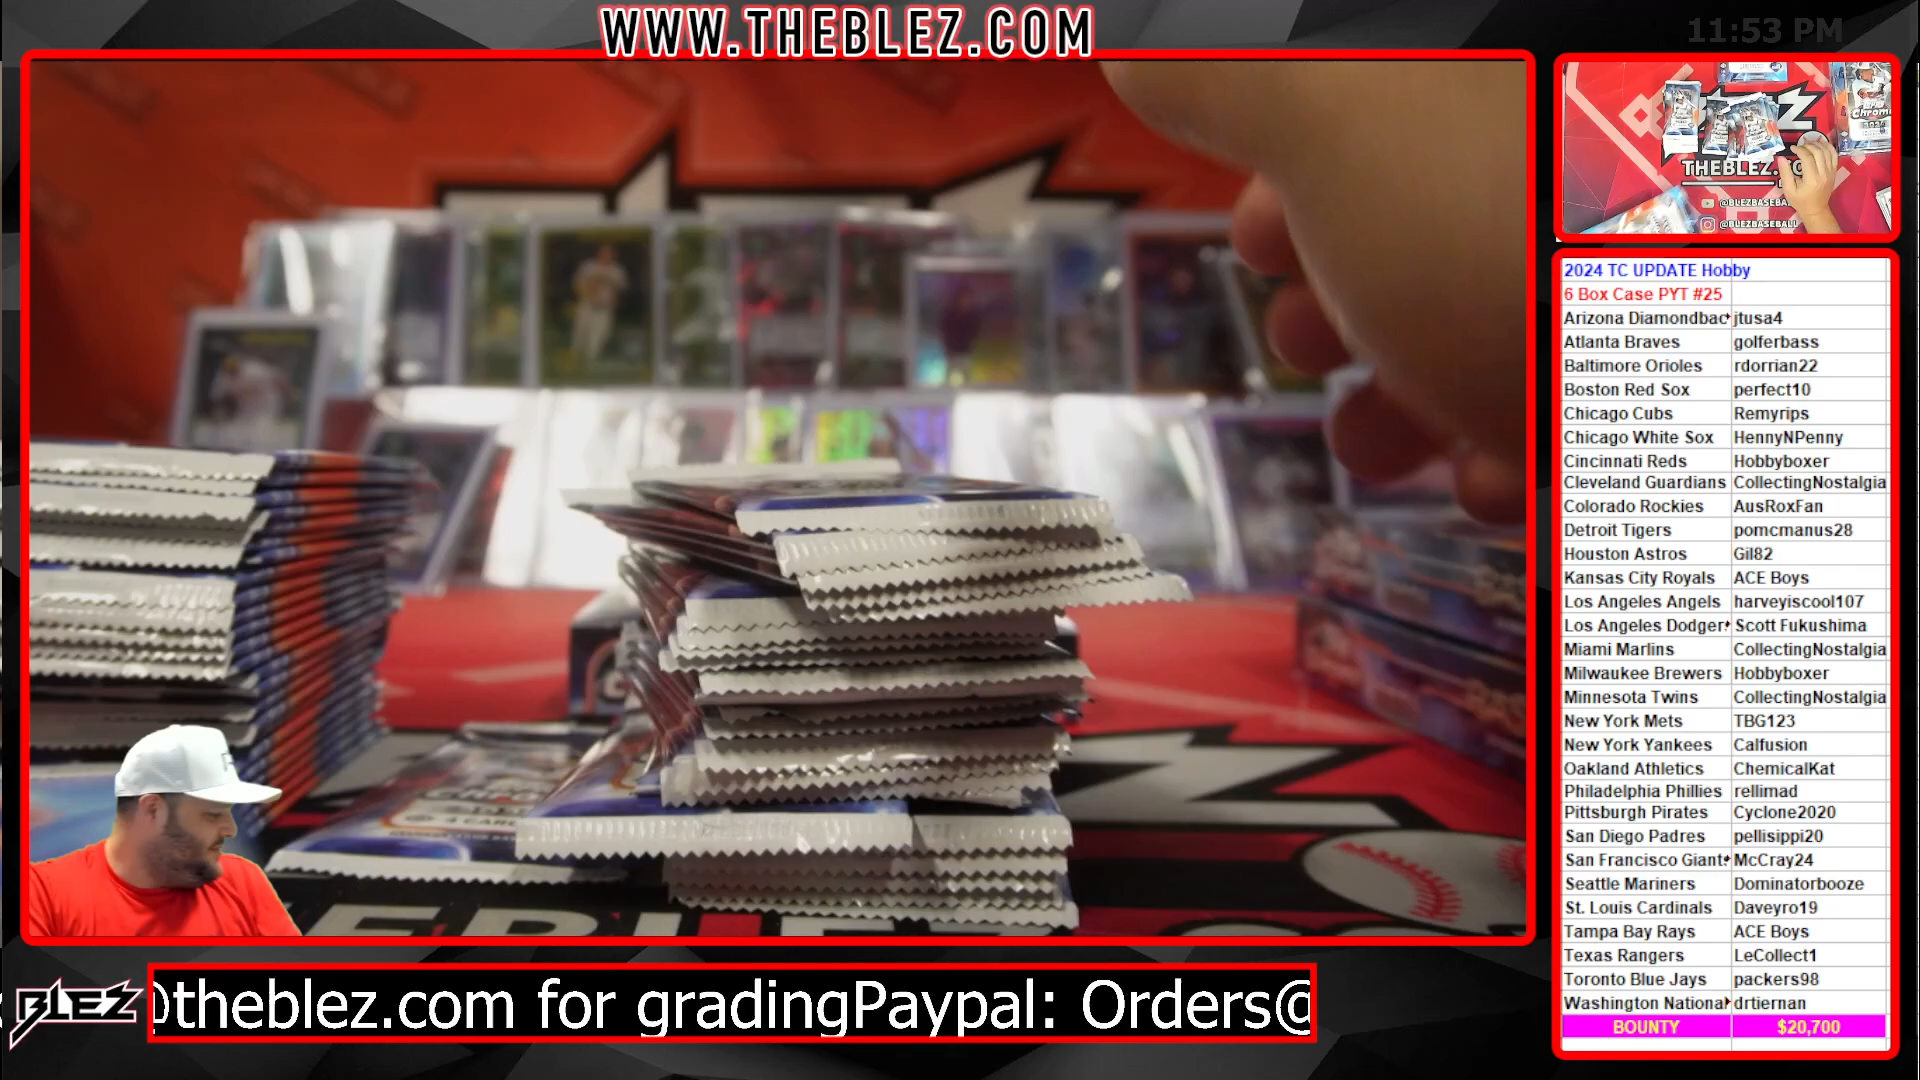 WWW.THEBLEZ.COM
11:53 PM
THEBLEZ.CO
@BLEZBASEBA
@BLEZBASEBALL
2024 TC UPDATE Hobby
6 Box Case PYT #25
Arizona Diamondbac jtusa4
Atlanta Braves golferbass
Baltimore Orioles rdorrian22
Boston Red Sox perfect10
Chicago Cubs Remyrips
Chicago White Sox HennyNPenny
Cincinnati Reds Hobbyboxer
Cleveland Guardians CollectingNostalgia
Colorado Rockies AusRoxFan
Detroit Tigers pomcmanus28
Houston Astros Gil82
Kansas City Royals ACE Boys
Los Angeles Angels harveyiscool107
Los Angeles Dodger Scott Fukushima
Miami Marlins CollectingNostalgia
Milwaukee Brewers Hobbyboxer
Minnesota Twins CollectingNostalgia
New York Mets TBG123
New York Yankees Calfusion
Oakland Athletics ChemicalKat
Philadelphia Phillies rellimad
Pittsburgh Pirates Cyclone2020
San Diego Padres pellisippi20
San Francisco Giant McCray24
Seattle Mariners Dominatorbooze
St. Louis Cardinals Daveyro19
Tampa Bay Rays ACE Boys
Texas Rangers LeCollect1
Toronto Blue Jays packers98
Washington National drtiernan
BOUNTY $20,700
BLEZ
@theblez.com for gradingPaypal: Orders@